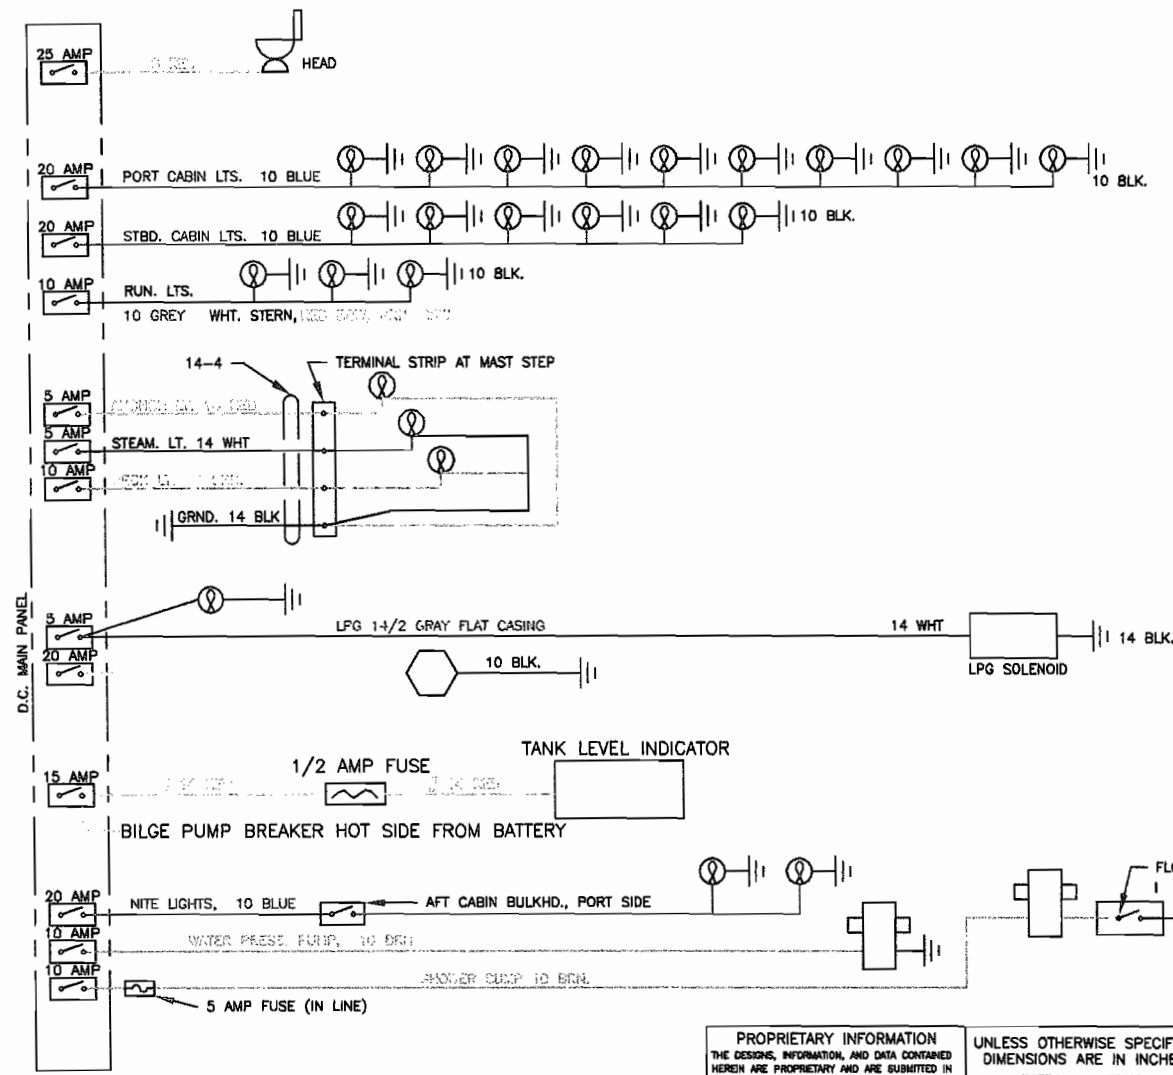 25 AMP
HEAD
20 AMP
PORT CABIN LTS. 10 BLUE
10 BLK.
20 AMP
STBD. CABIN LTS. 10 BLUE
10 BLK.
10 AMP
RUN. LTS.
10 BLK.
10 GREY WHT. STERN,
14-4
TERMINAL STRIP AT MAST STEP
5 AMP
5 AMP
STEAM. LT. 14 WHT
10 AMP
GRND. 14 BLK
D.C. MAIN PANEL
5 AMP
LPG 14/2 GRAY FLAT CASING
14 WHT
14 BLK.
LPG SOLENOID
20 AMP
10 BLK.
TANK LEVEL INDICATOR
15 AMP
1/2 AMP FUSE
BILGE PUMP BREAKER HOT SIDE FROM BATTERY
20 AMP
NITE LIGHTS, 10 BLUE
AFT CABIN BULKHD., PORT SIDE
10 AMP
WATER PRESS. PUMP, 10 BRN
10 AMP
10 BRN.
5 AMP FUSE (IN LINE)
PROPRIETARY INFORMATION
THE DESIGNS, INFORMATION, AND DATA CONTAINED
HEREIN ARE PROPRIETARY AND ARE SUBMITTED IN
UNLESS OTHERWISE SPECIF
DIMENSIONS ARE IN INCHE